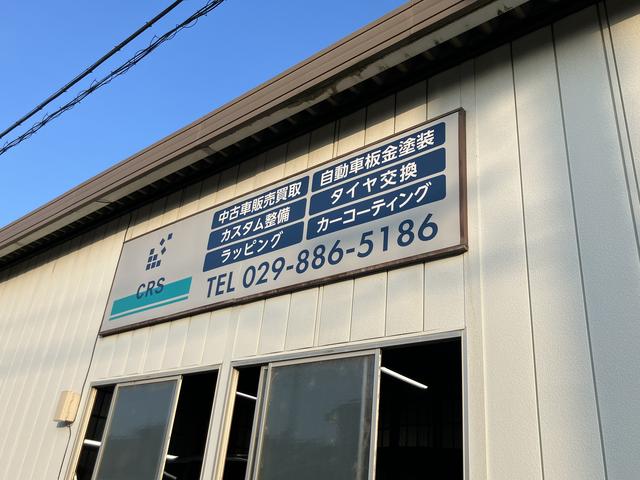 CRS
中古車販売買取 自動車板金塗装
カスタム整備 タイヤ交換
ラッピング カーコーティング
TEL 029-886-5186